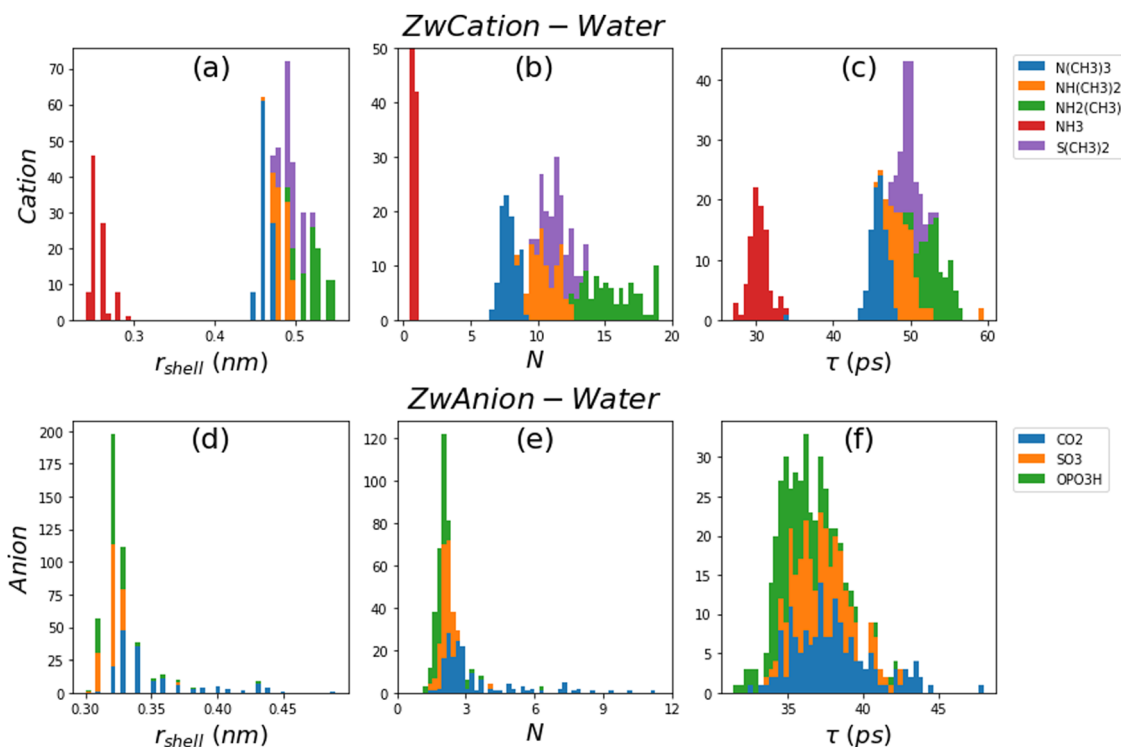 ZwCation – Water
(a)
(b)
(c)
Cation
70
60
50
40
30
20
10
0
0.3
0.4
0.5
r_shell (nm)
50
40
30
20
10
0
0
5
10
15
20
N
40
30
20
10
0
30
40
50
60
τ (ps)
N(CH3)3
NH(CH3)2
NH2(CH3)
NH3
S(CH3)2
ZwAnion – Water
(d)
(e)
(f)
Anion
200
175
150
125
100
75
50
25
0
0.30
0.35
0.40
0.45
r_shell (nm)
120
100
80
60
40
20
0
0
3
6
9
12
N
30
25
20
15
10
5
0
35
40
45
τ (ps)
CO2
SO3
OPO3H